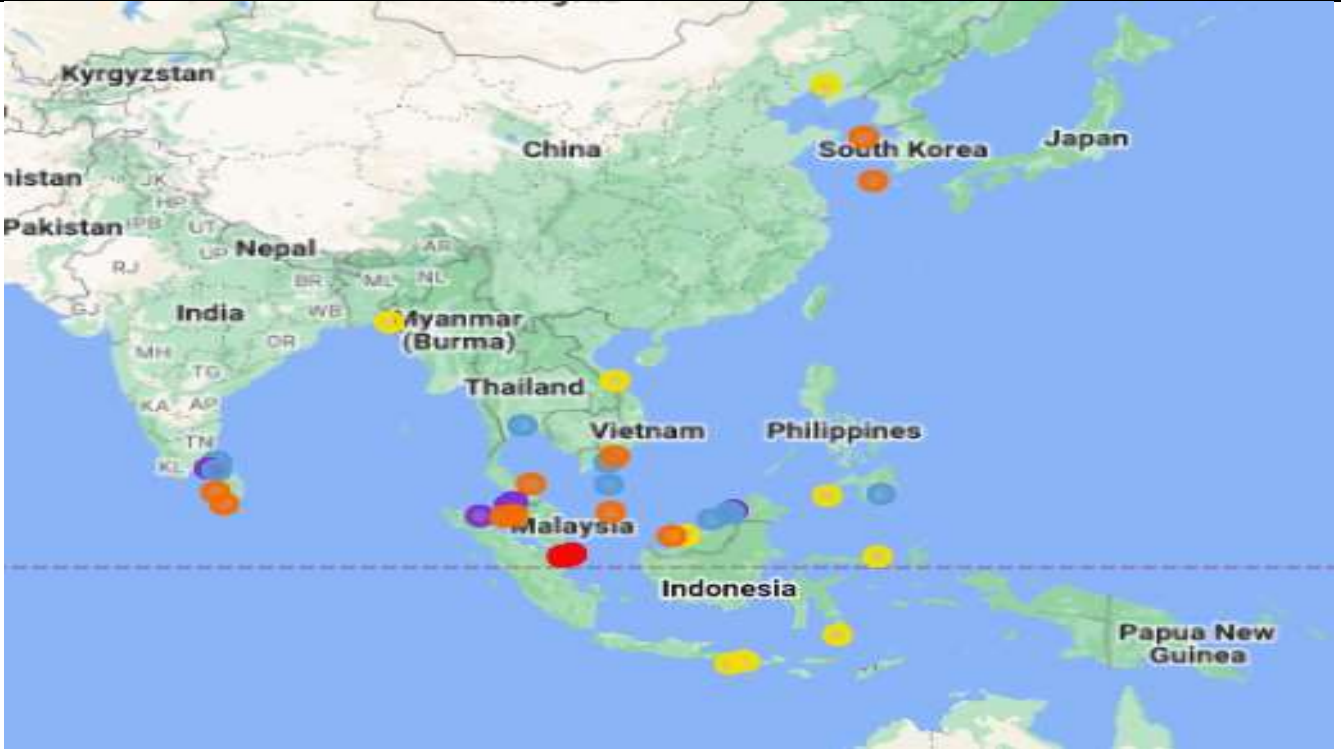 Kyrgyzstan
China
South Korea
Japan
nistan
JK
HP
Pakistan
PB
UT
UP
Nepal
AR
RJ
BR
ML
NL
GJ
India
WB
Myanmar
(Burma)
MH
OR
TG
Thailand
KA
AP
Vietnam
Philippines
TN
KL
Malaysia
Indonesia
Papua New
Guinea